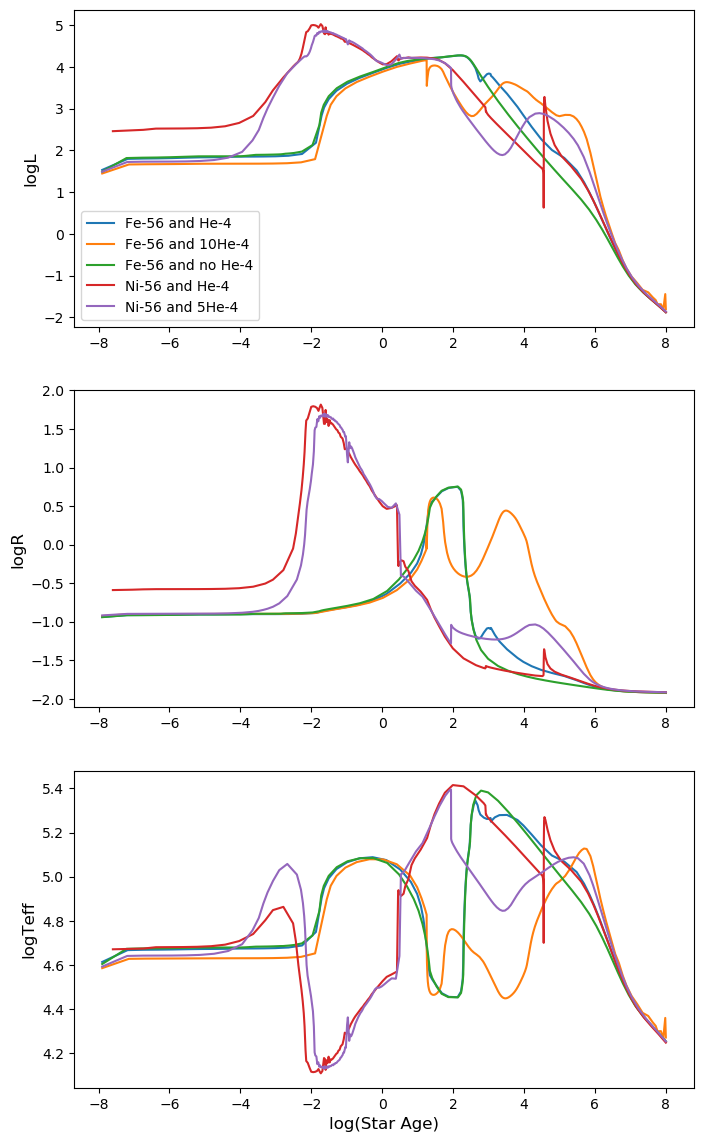 5
4
3
2
1
0
−1
−2
logL
Fe-56 and He-4
Fe-56 and 10He-4
Fe-56 and no He-4
Ni-56 and He-4
Ni-56 and 5He-4
−8 −6 −4 −2 0 2 4 6 8
2.0
1.5
1.0
0.5
0.0
−0.5
−1.0
−1.5
−2.0
logR
−8 −6 −4 −2 0 2 4 6 8
5.4
5.2
5.0
4.8
4.6
4.4
4.2
logTeff
−8 −6 −4 −2 0 2 4 6 8
log(Star Age)